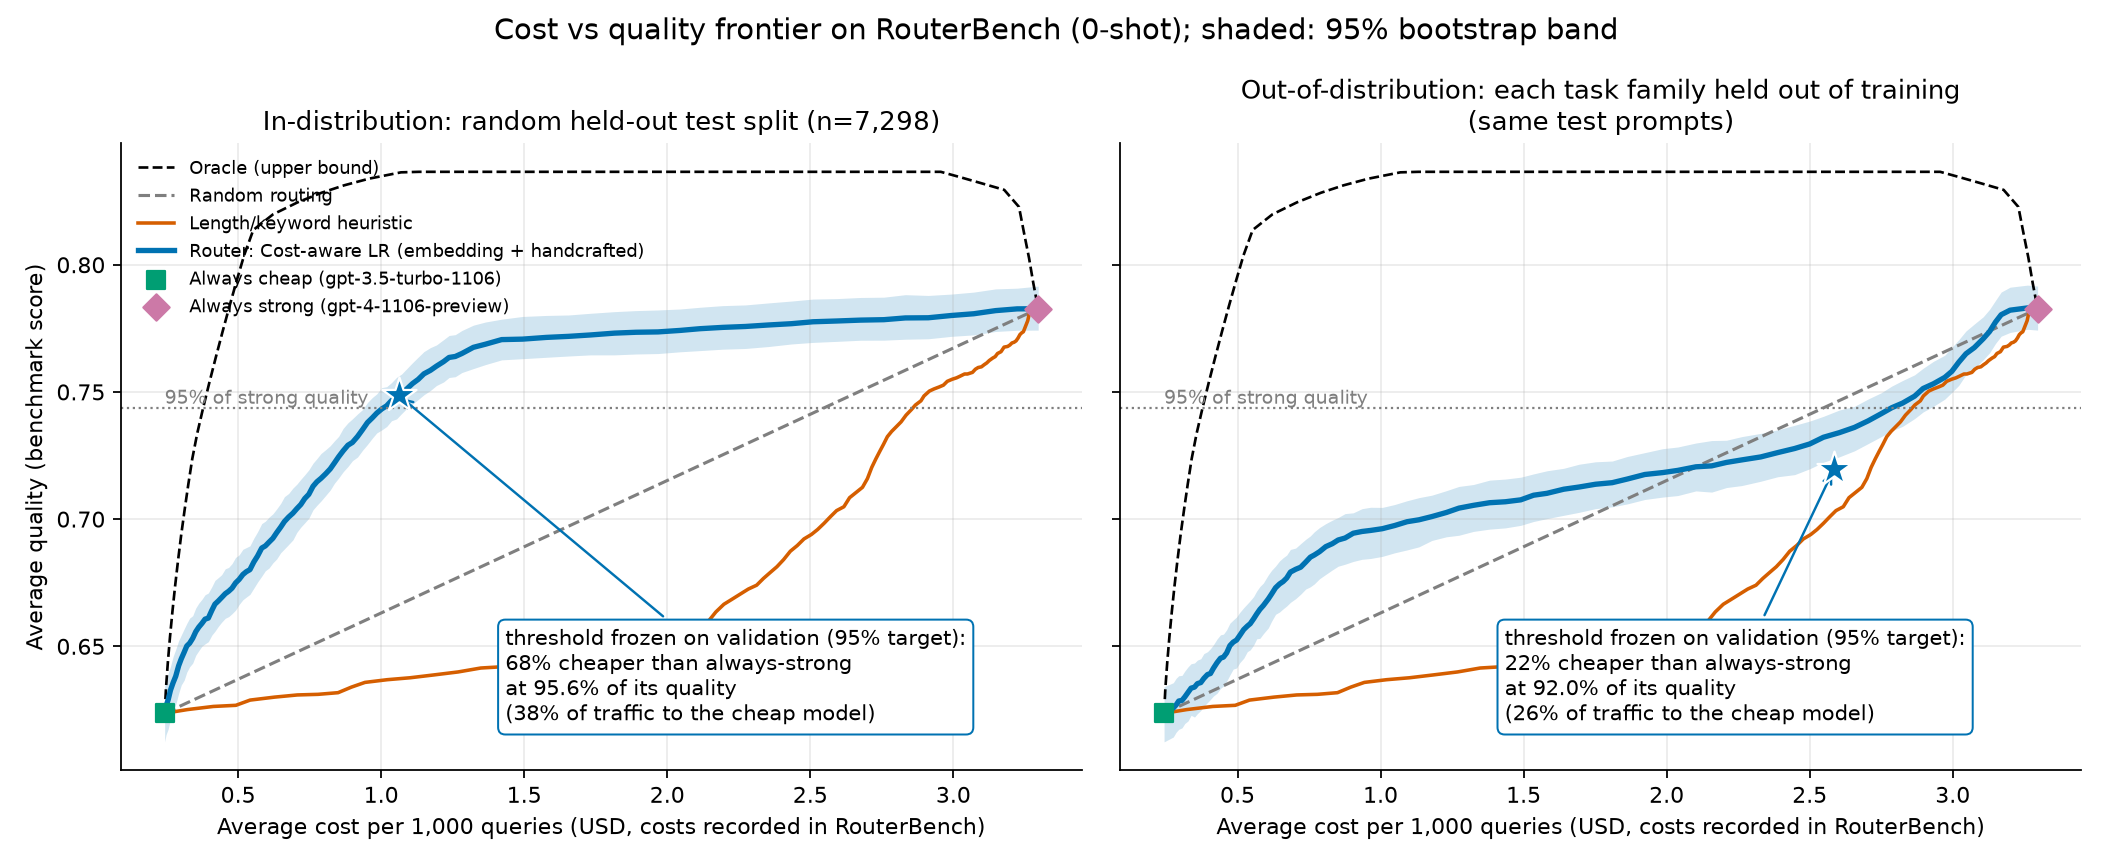 Cost vs quality frontier on RouterBench (0-shot); shaded: 95% bootstrap band
In-distribution: random held-out test split (n=7,298)
Oracle (upper bound)
Random routing
Length/keyword heuristic
Router: Cost-aware LR (embedding + handcrafted)
Always cheap (gpt-3.5-turbo-1106)
Always strong (gpt-4-1106-preview)
95% of strong quality
threshold frozen on validation (95% target):
68% cheaper than always-strong
at 95.6% of its quality
(38% of traffic to the cheap model)
Average quality (benchmark score)
0.80
0.75
0.70
0.65
0.5
1.0
1.5
2.0
2.5
3.0
Average cost per 1,000 queries (USD, costs recorded in RouterBench)
Out-of-distribution: each task family held out of training
(same test prompts)
95% of strong quality
threshold frozen on validation (95% target):
22% cheaper than always-strong
at 92.0% of its quality
(26% of traffic to the cheap model)
0.5
1.0
1.5
2.0
2.5
3.0
Average cost per 1,000 queries (USD, costs recorded in RouterBench)